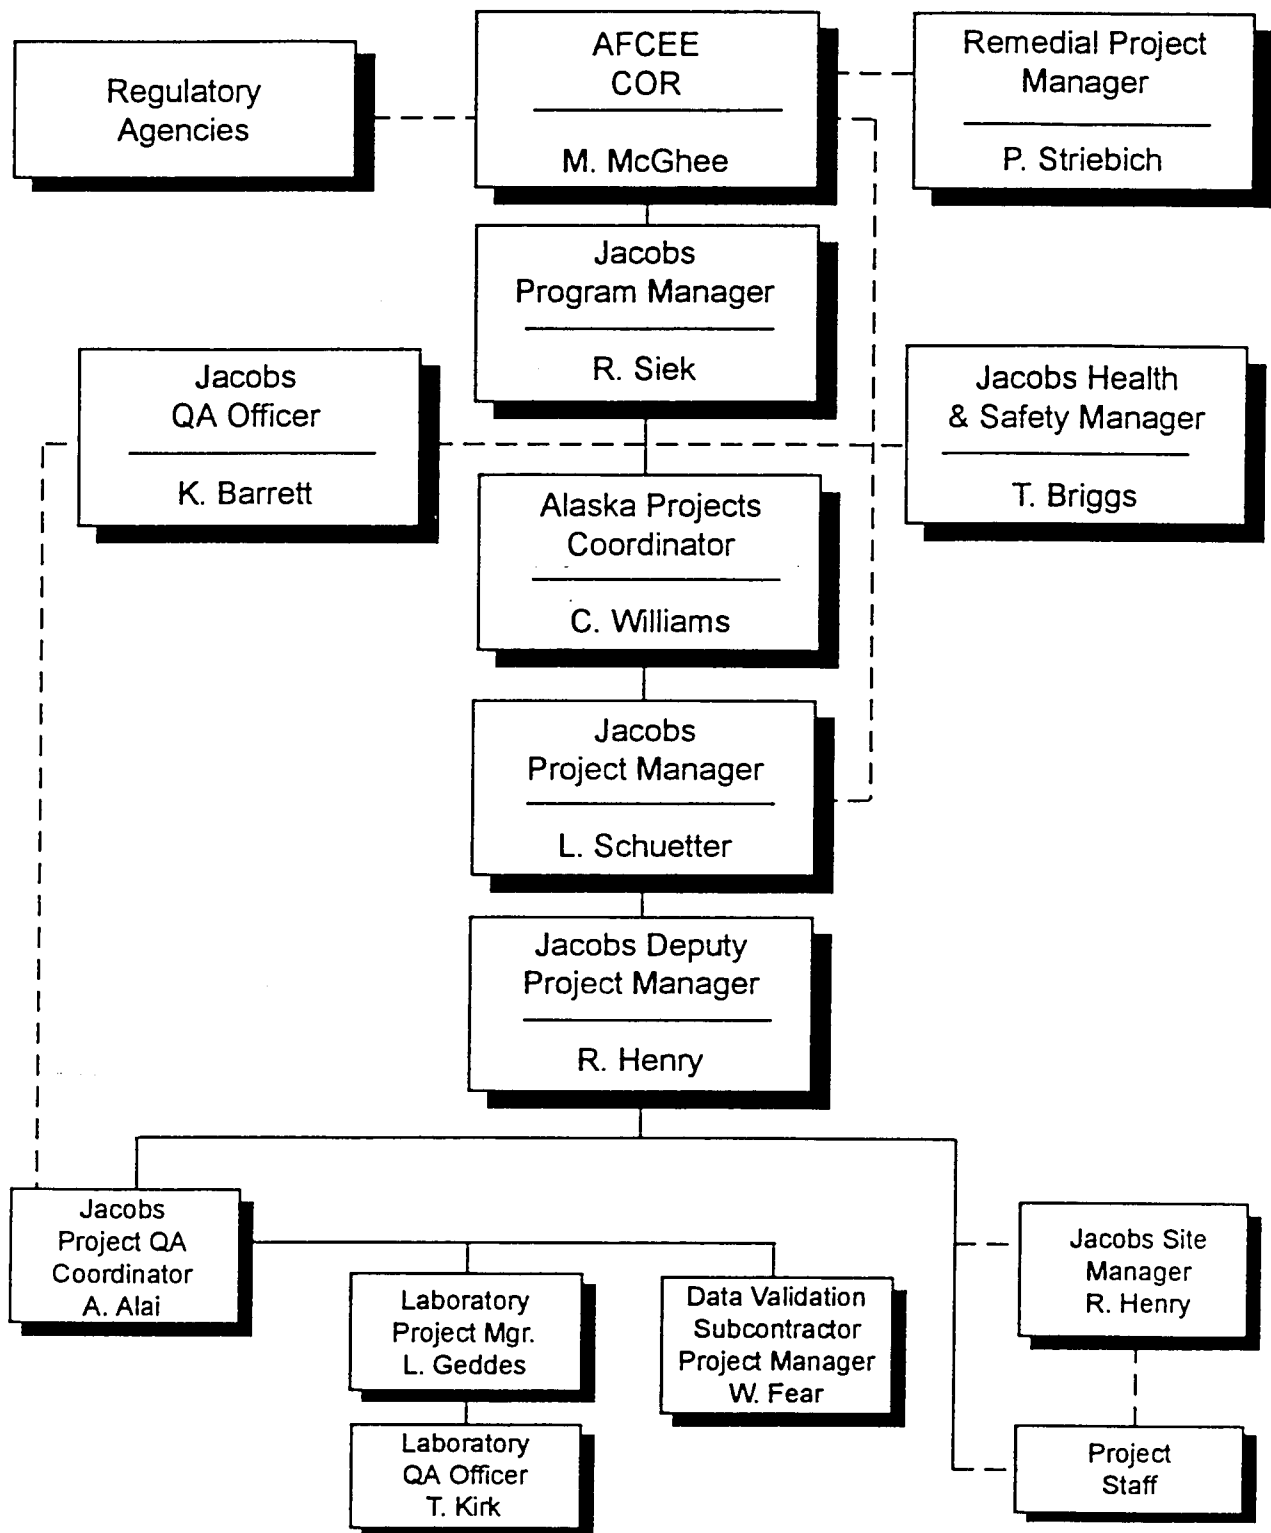 Regulatory
Agencies
AFCEE
COR
M. McGhee
Remedial Project
Manager
P. Striebich
Jacobs
Program Manager
R. Siek
Jacobs
QA Officer
K. Barrett
Jacobs Health
& Safety Manager
T. Briggs
Alaska Projects
Coordinator
C. Williams
Jacobs
Project Manager
L. Schuetter
Jacobs Deputy
Project Manager
R. Henry
Jacobs
Project QA
Coordinator
A. Alai
Laboratory
Project Mgr.
L. Geddes
Data Validation
Subcontractor
Project Manager
W. Fear
Jacobs Site
Manager
R. Henry
Laboratory
QA Officer
T. Kirk
Project
Staff